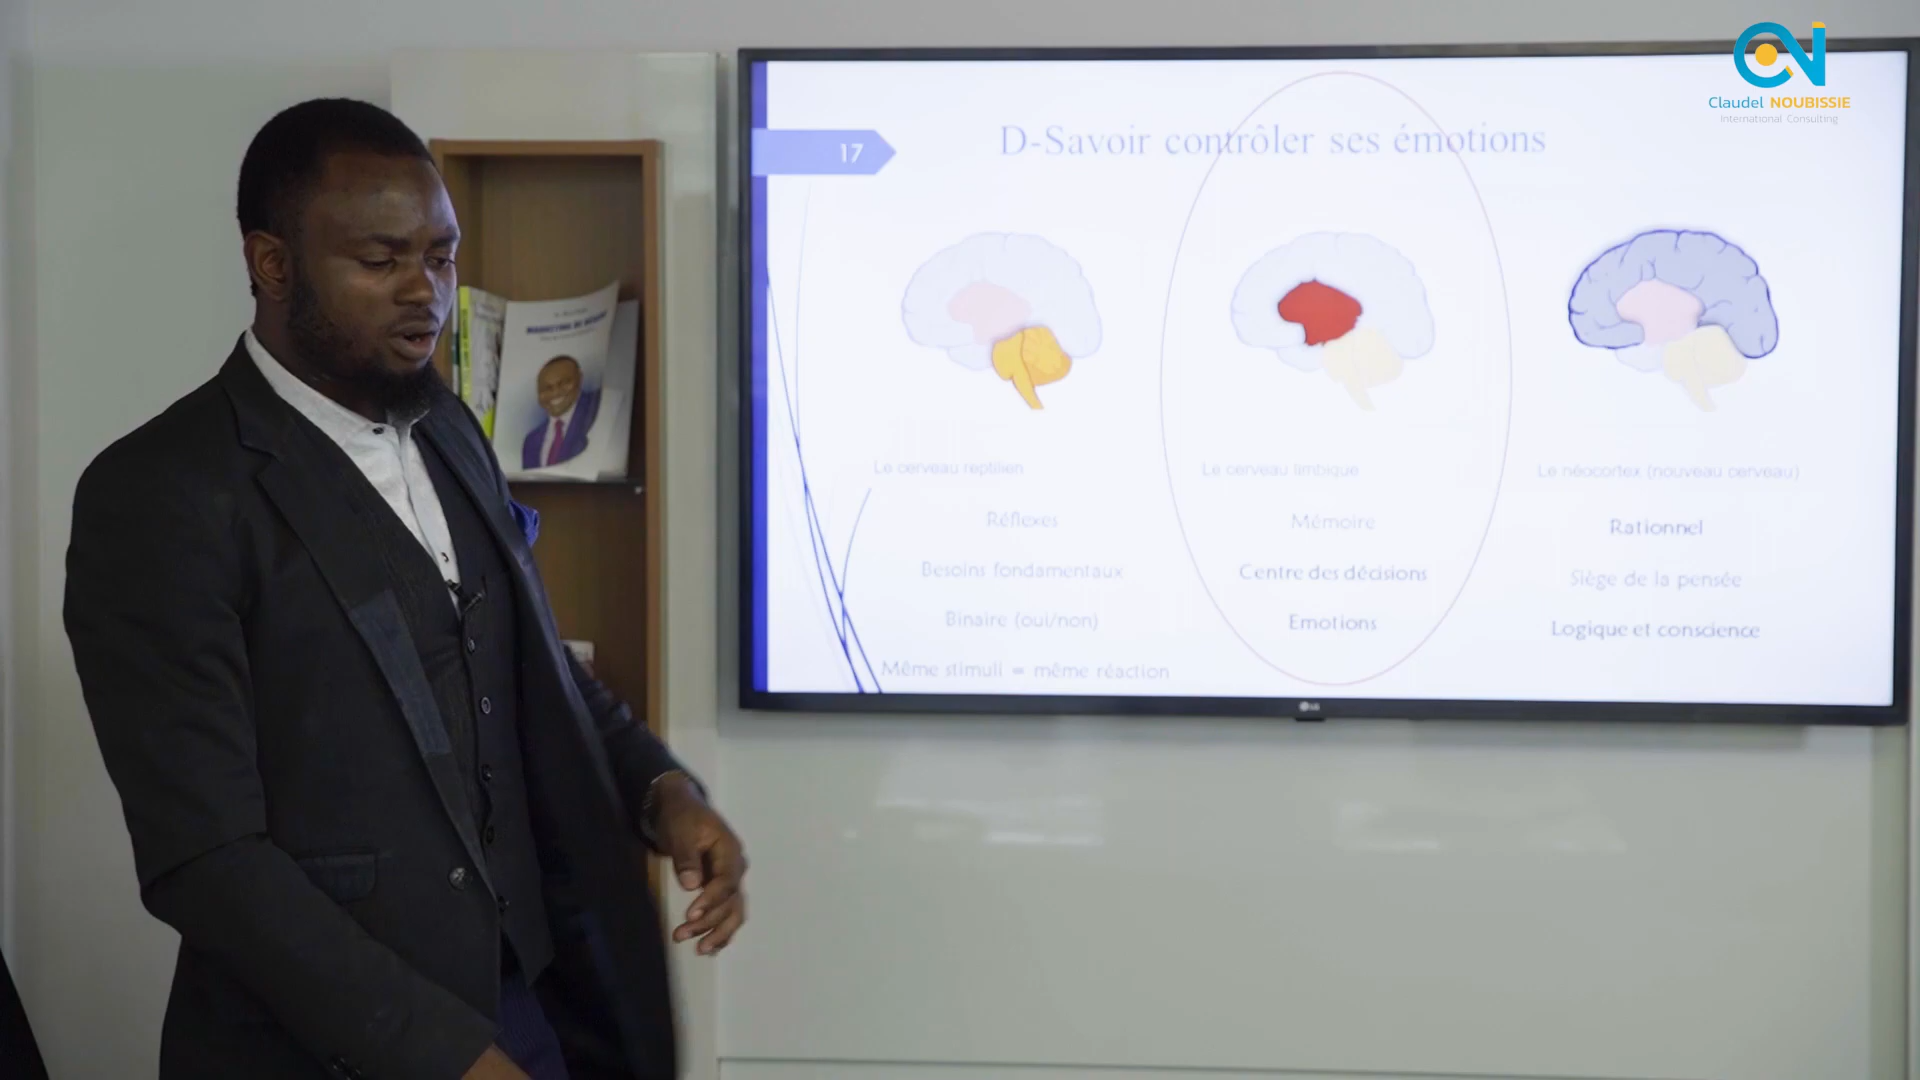 Claudel NOUBISSIE
International Consulting
17
D-Savoir contrôler ses émotions
Le cerveau reptilien
Réflexes
Besoins fondamentaux
Binaire (oui/non)
Même stimuli = même réaction
Le cerveau limbique
Mémoire
Centre des décisions
Emotions
Le néocortex (nouveau cerveau)
Rationnel
Siège de la pensée
Logique et conscience
LG